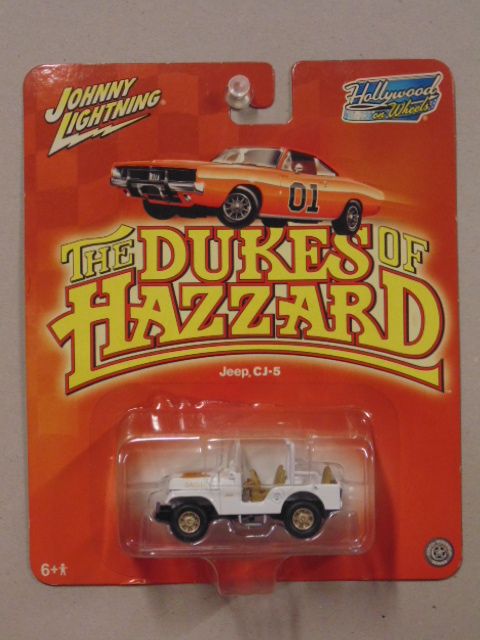 JOHNNY
LIGHTNING
Hollywood
on Wheels
01
THE DUKES OF
HAZZARD
Jeep, CJ-5
6+